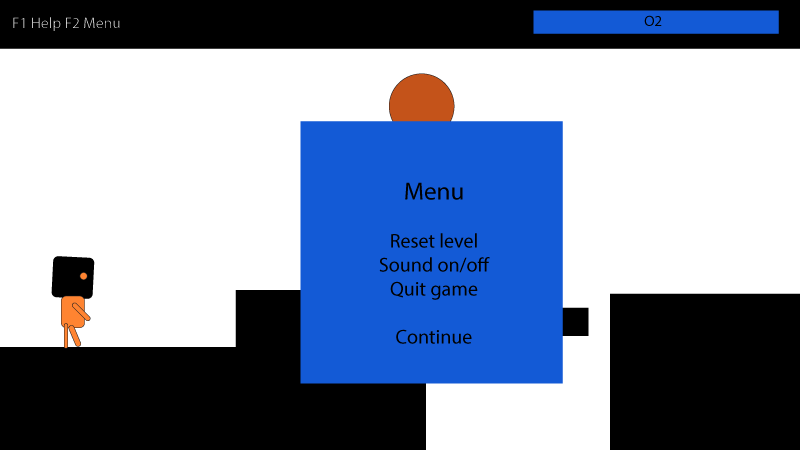 F1 Help F2 Menu
O2
Menu
Reset level
Sound on/off
Quit game
Continue